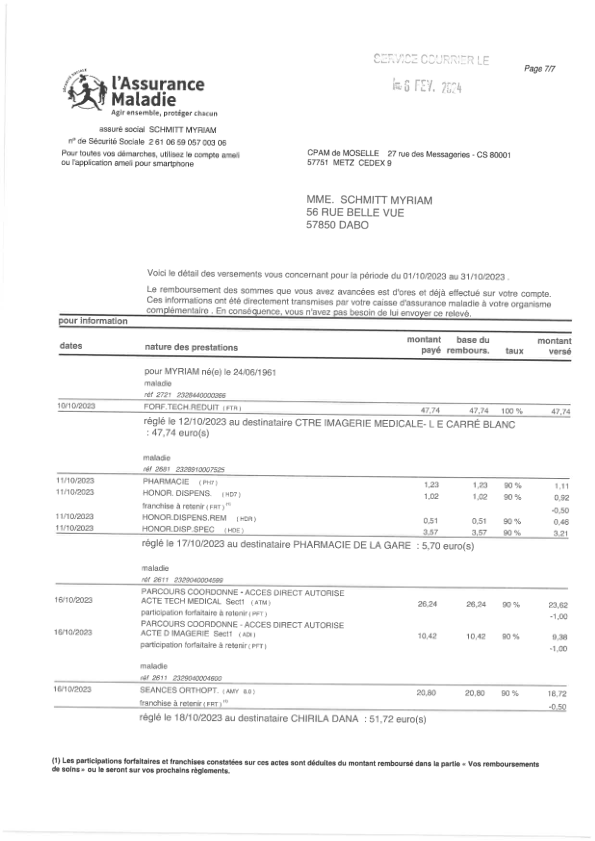 SERVICE COURRIER LE
Page 7/7
6 FEV. 2024
SÉCURITÉ SOCIALE
l'Assurance
Maladie
Agir ensemble, protéger chacun
assuré social SCHMITT MYRIAM
n° de Sécurité Sociale 2 61 06 59 057 003 06
Pour toutes vos démarches, utilisez le compte ameli
ou l'application ameli pour smartphone
CPAM de MOSELLE 27 rue des Messageries - CS 80001
57751 METZ CEDEX 9
MME. SCHMITT MYRIAM
56 RUE BELLE VUE
57850 DABO
Voici le détail des versements vous concernant pour la période du 01/10/2023 au 31/10/2023 .
Le remboursement des sommes que vous avez avancées est d'ores et déjà effectué sur votre compte.
Ces informations ont été directement transmises par votre caisse d'assurance maladie à votre organisme
complémentaire . En conséquence, vous n'avez pas besoin de lui envoyer ce relevé.
pour information
dates nature des prestations montant payé base du rembours. taux montant versé
pour MYRIAM né(e) le 24/06/1961
maladie
réf 2721 2328440000366
10/10/2023 FORF.TECH.REDUIT (FTR) 47,74 47,74 100 % 47,74
réglé le 12/10/2023 au destinataire CTRE IMAGERIE MEDICALE- L E CARRÉ BLANC
: 47,74 euro(s)
maladie
réf 2681 2328910007525
11/10/2023 PHARMACIE (PH7) 1,23 1,23 90 % 1,11
11/10/2023 HONOR. DISPENS. (HD7) 1,02 1,02 90 % 0,92
franchise à retenir (FRT) (1) -0,50
11/10/2023 HONOR.DISPENS.REM (HDR) 0,51 0,51 90 % 0,46
11/10/2023 HONOR.DISP.SPEC (HDE) 3,57 3,57 90 % 3,21
réglé le 17/10/2023 au destinataire PHARMACIE DE LA GARE : 5,70 euro(s)
maladie
réf 2611 2329040004599
PARCOURS COORDONNE - ACCES DIRECT AUTORISE
16/10/2023 ACTE TECH MEDICAL Sect1 (ATM) 26,24 26,24 90 % 23,62
participation forfaitaire à retenir (PFT) -1,00
PARCOURS COORDONNE - ACCES DIRECT AUTORISE
16/10/2023 ACTE D IMAGERIE Sect1 (ADI) 10,42 10,42 90 % 9,38
participation forfaitaire à retenir (PFT) -1,00
maladie
réf 2611 2329040004600
16/10/2023 SEANCES ORTHOPT. (AMY 8.0) 20,80 20,80 90 % 18,72
franchise à retenir (FRT) (1) -0,50
réglé le 18/10/2023 au destinataire CHIRILA DANA : 51,72 euro(s)
(1) Les participations forfaitaires et franchises constatées sur ces actes sont déduites du montant remboursé dans la partie « Vos remboursements
de soins » ou le seront sur vos prochains règlements.